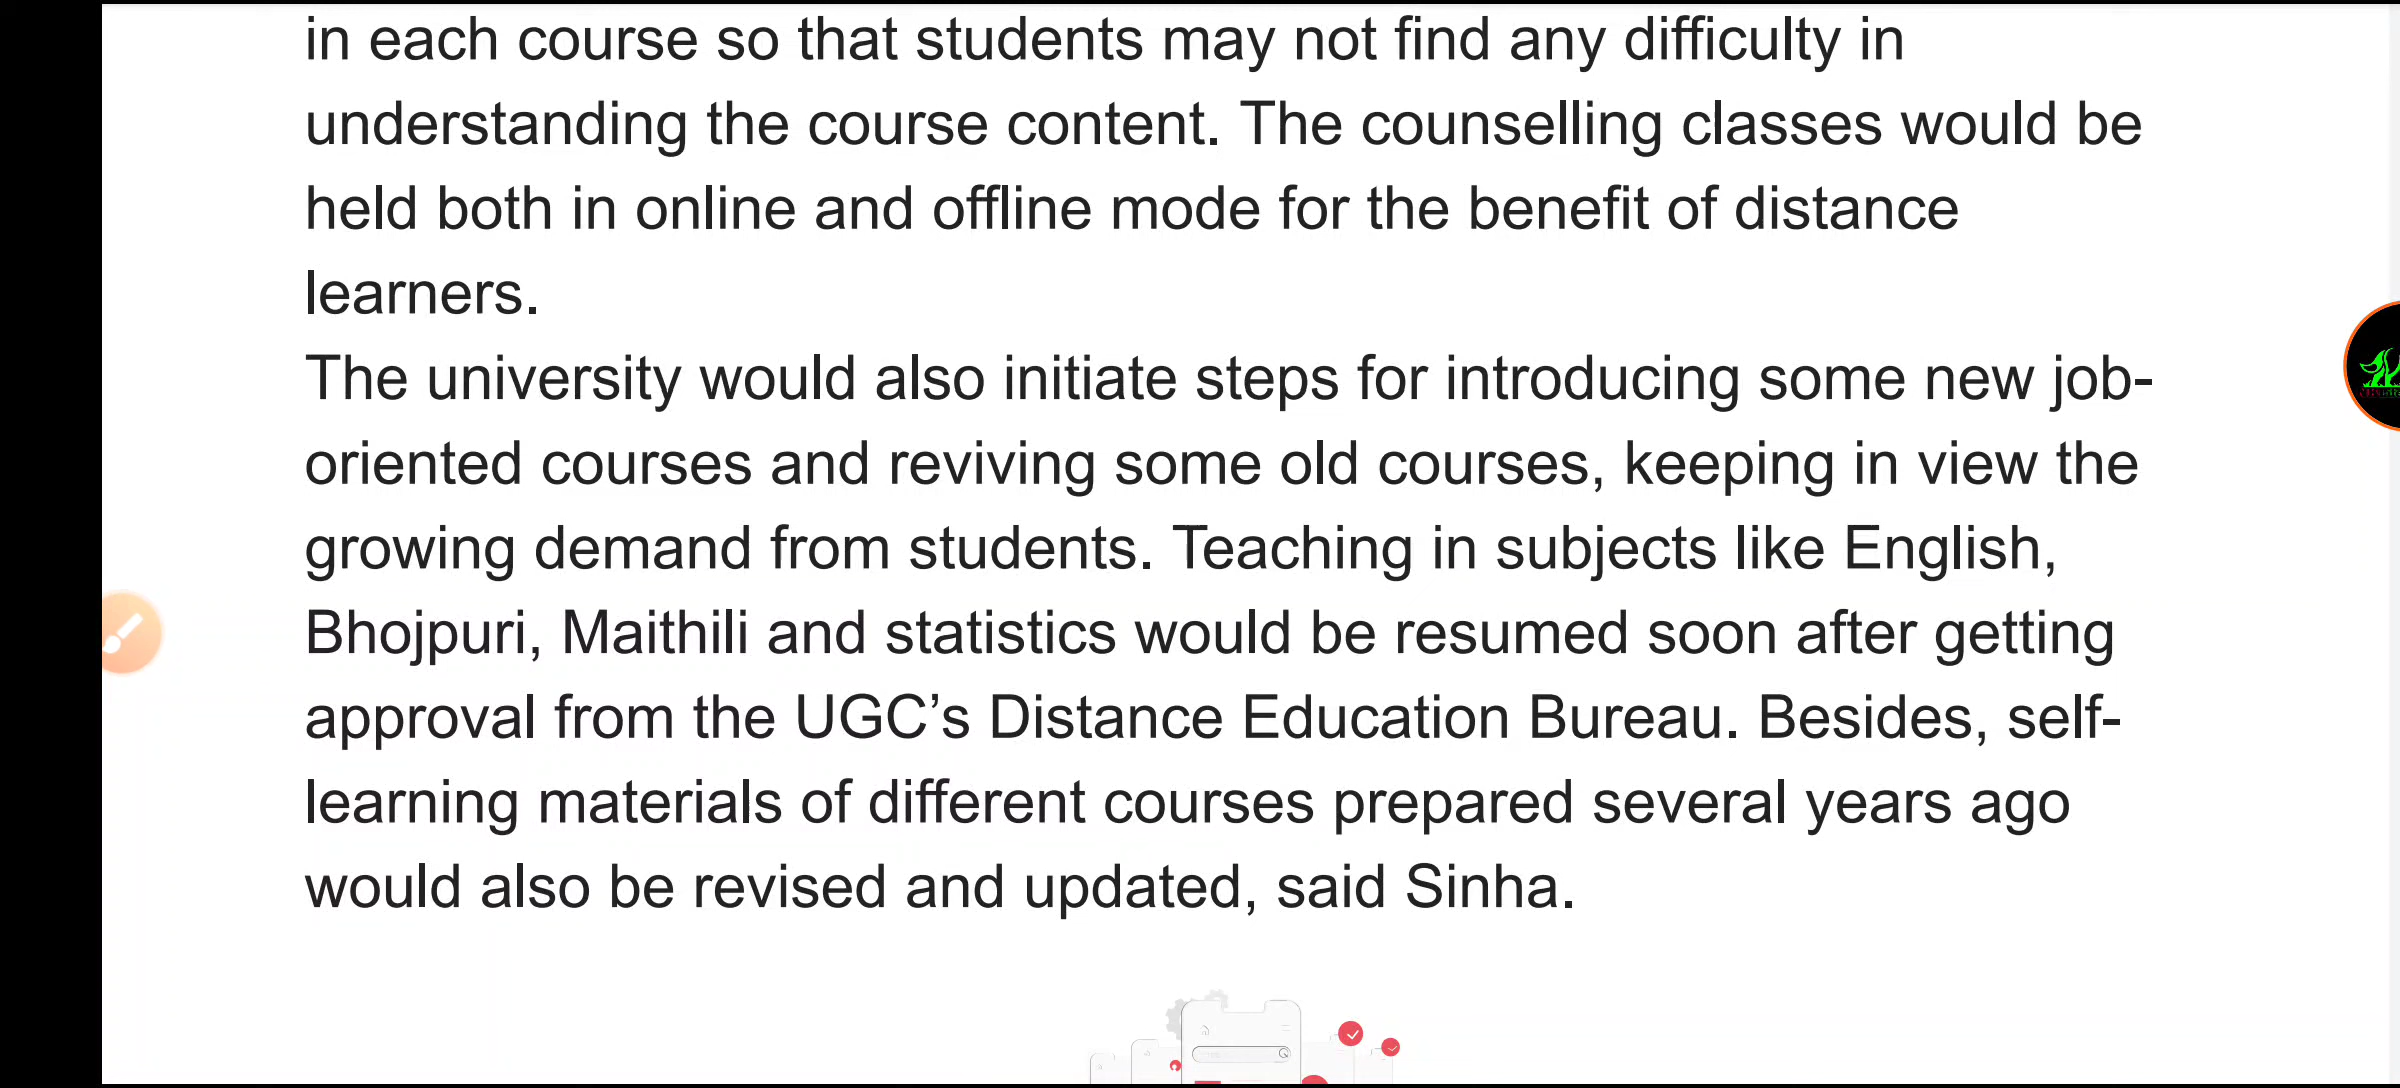 in each course so that students may not find any difficulty in
understanding the course content. The counselling classes would be
held both in online and offline mode for the benefit of distance
learners.
The university would also initiate steps for introducing some new job-
oriented courses and reviving some old courses, keeping in view the
growing demand from students. Teaching in subjects like English,
Bhojpuri, Maithili and statistics would be resumed soon after getting
approval from the UGC’s Distance Education Bureau. Besides, self-
learning materials of different courses prepared several years ago
would also be revised and updated, said Sinha.